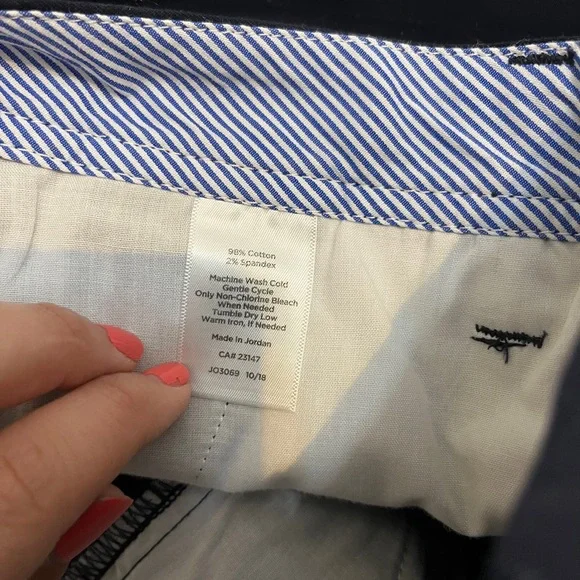 98% Cotton
2% Spandex
Machine Wash Cold
Gentle Cycle
Only Non-Chlorine Bleach
When Needed
Tumble Dry Low
Warm Iron, If Needed
Made in Jordan
CA# 23147
JO3069 10/18